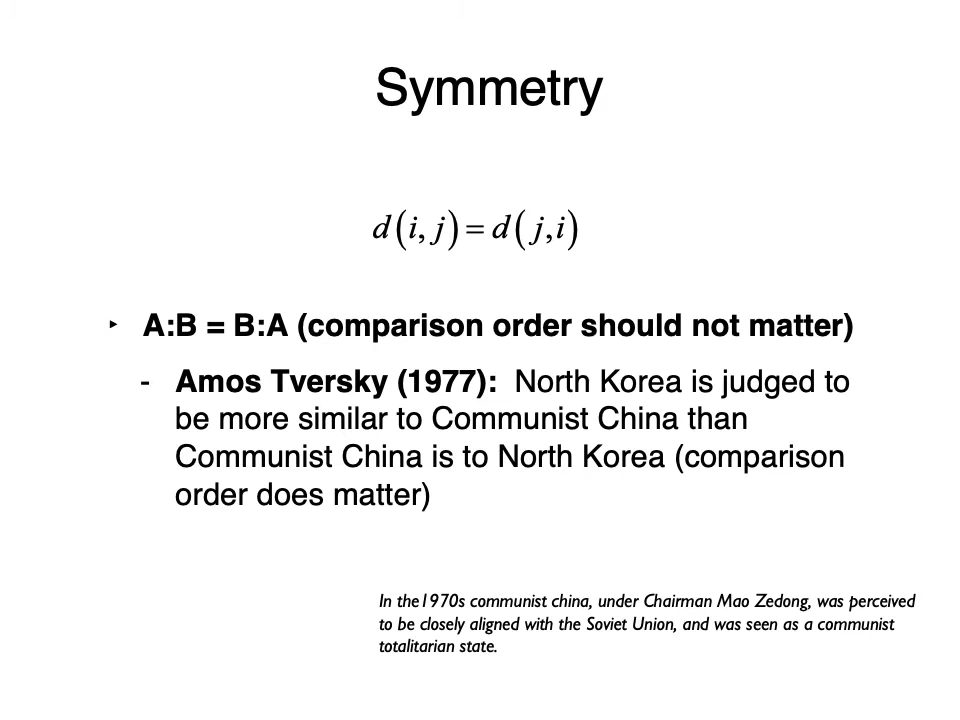 Symmetry
d(i, j) = d( j,i)
‣ A:B = B:A (comparison order should not matter)
- Amos Tversky (1977):  North Korea is judged to
be more similar to Communist China than
Communist China is to North Korea (comparison
order does matter)
In the1970s communist china, under Chairman Mao Zedong, was perceived
to be closely aligned with the Soviet Union, and was seen as a communist
totalitarian state.